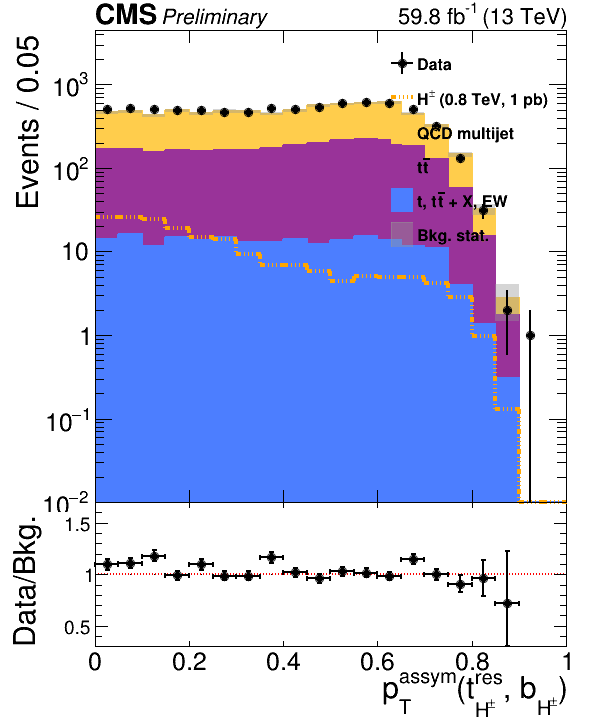 CMS Preliminary 59.8 fb⁻¹ (13 TeV)
Events / 0.05
10³
10²
10
1
10⁻¹
10⁻²
Data
H± (0.8 TeV, 1 pb)
QCD multijet
tt̄
t, tt̄ + X, EW
Bkg. stat.
Data/Bkg.
1.5
1
0.5
0 0.2 0.4 0.6 0.8 1
p_T^assym(t_H±^res, b_H±)